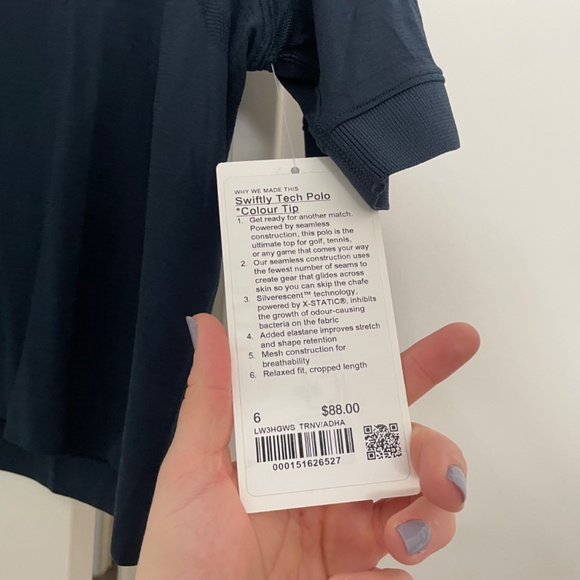 WHY WE MADE THIS
Swiftly Tech Polo
*Colour Tip
1. Get ready for another match.
Powered by seamless
construction, this polo is the
ultimate top for golf, tennis,
or any game that comes your way
2. Our seamless construction uses
the fewest number of seams to
create gear that glides across
skin so you can skip the chafe
3. Silverescent™ technology,
powered by X-STATIC®, inhibits
the growth of odour-causing
bacteria on the fabric
4. Added elastane improves stretch
and shape retention
5. Mesh construction for
breathability
6. Relaxed fit, cropped length
6 $88.00
LW3HGWS TRNV/ADHA
000151626527